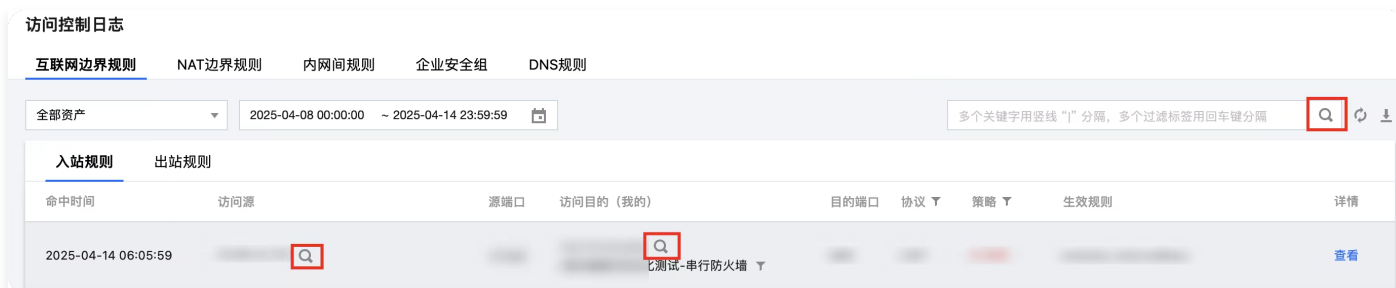 访问控制日志
互联网边界规则 NAT边界规则 内网间规则 企业安全组 DNS规则
全部资产 2025-04-08 00:00:00 ~ 2025-04-14 23:59:59 多个关键字用竖线 “|” 分隔，多个过滤标签用回车键分隔
入站规则 出站规则
命中时间 访问源 源端口 访问目的（我的） 目的端口 协议 策略 生效规则 详情
2025-04-14 06:05:59 查看
测试-串行防火墙